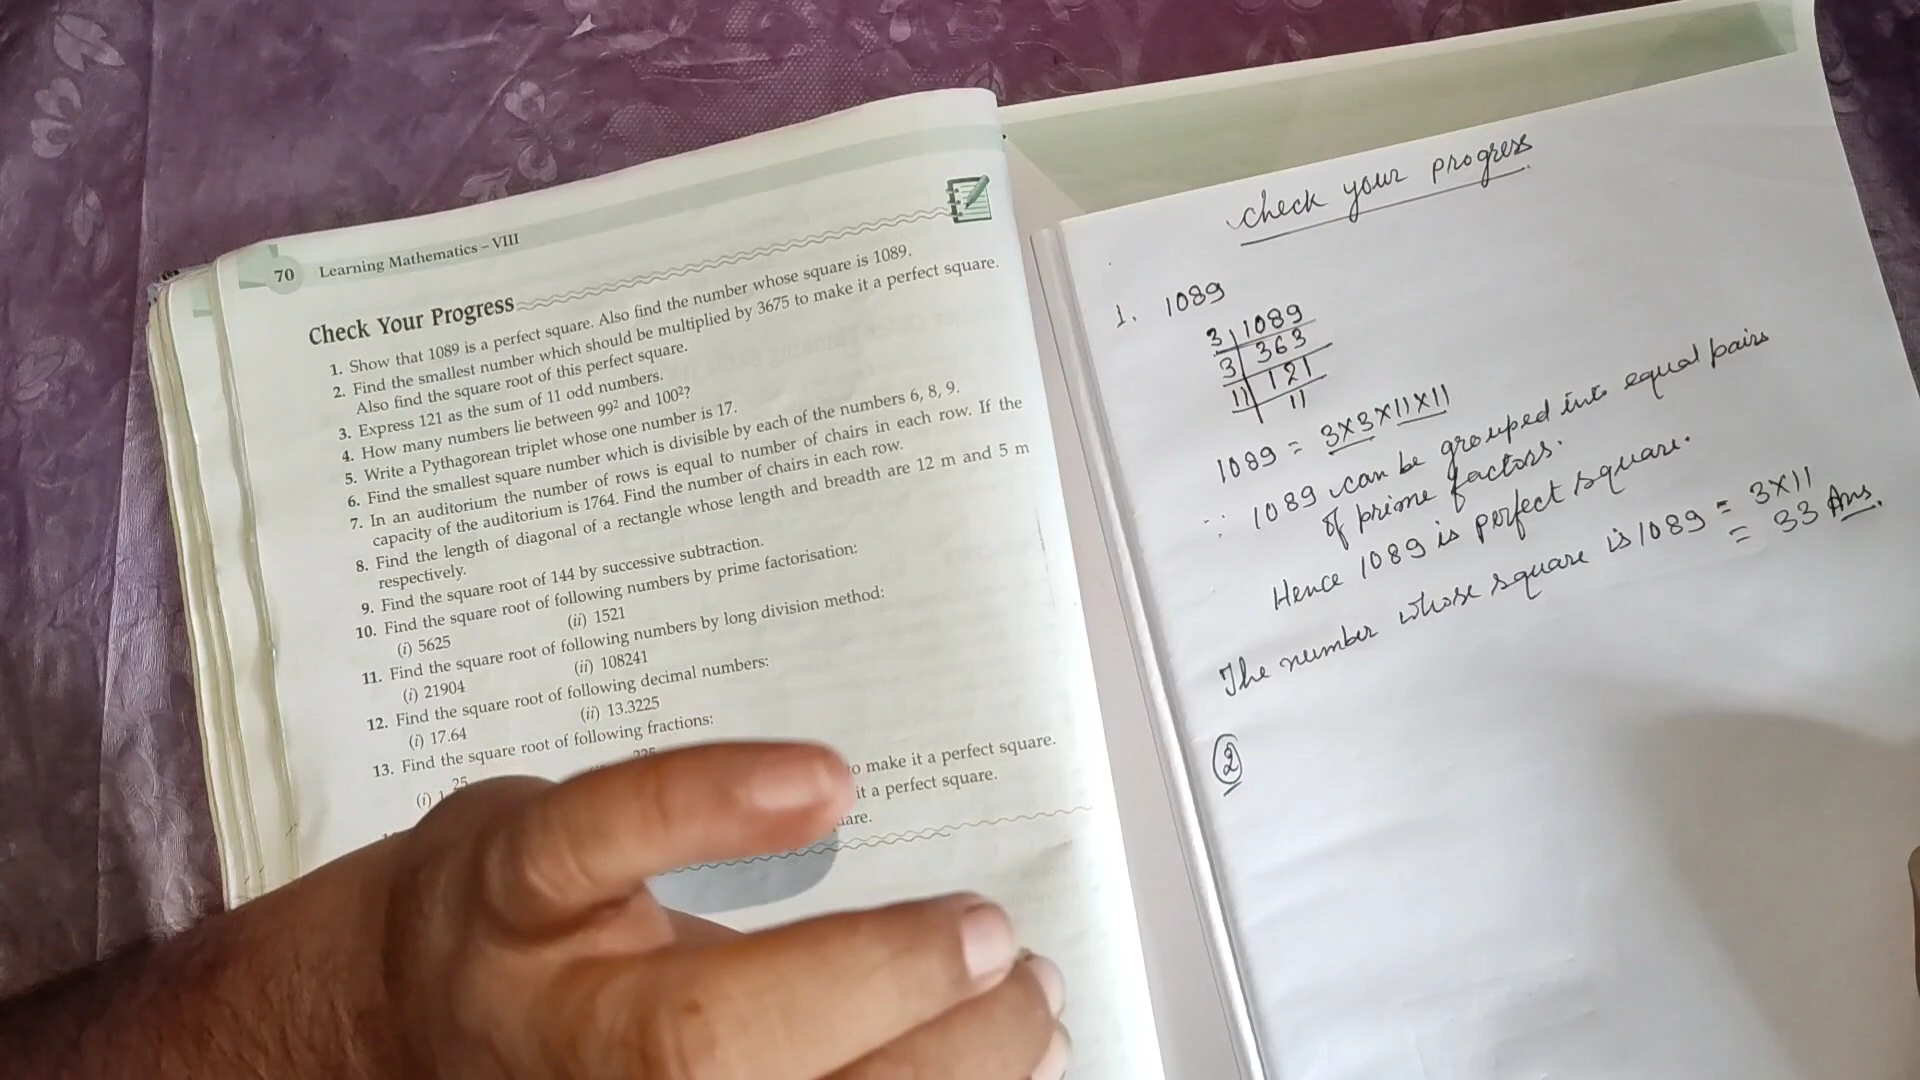 70 Learning Mathematics – VIII
Check Your Progress
1. Show that 1089 is a perfect square. Also find the number whose square is 1089.
2. Find the smallest number which should be multiplied by 3675 to make it a perfect square.
Also find the square root of this perfect square.
3. Express 121 as the sum of 11 odd numbers.
4. How many numbers lie between 99² and 100²?
5. Write a Pythagorean triplet whose one number is 17.
6. Find the smallest square number which is divisible by each of the numbers 6, 8, 9.
7. In an auditorium the number of rows is equal to number of chairs in each row. If the
capacity of the auditorium is 1764. Find the number of chairs in each row.
8. Find the length of diagonal of a rectangle whose length and breadth are 12 m and 5 m
respectively.
9. Find the square root of 144 by successive subtraction.
10. Find the square root of following numbers by prime factorisation:
(i) 5625 (ii) 1521
11. Find the square root of following numbers by long division method:
(i) 21904 (ii) 108241
12. Find the square root of following decimal numbers:
(i) 17.64 (ii) 13.3225
13. Find the square root of following fractions:
(i) 1 25
to make it a perfect square.
it a perfect square.
check your progress
1. 1089
3 1089
3 363
11 121
11
1089 = 3×3×11×11
∵ 1089 can be grouped into equal pairs
of prime factors.
Hence 1089 is perfect square.
The number whose square is 1089 = 3×11
= 33 Ans.
2